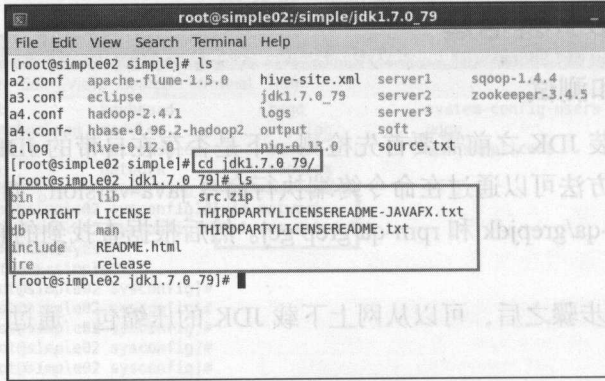 root@simple02:/simple/jdk1.7.0_79
File Edit View Search Terminal Help
[root@simple02 simple]# ls
a2.conf apache-flume-1.5.0 hive-site.xml server1 sqoop-1.4.4
a3.conf eclipse jdk1.7.0_79 server2 zookeeper-3.4.5
a4.conf hadoop-2.4.1 logs server3
a4.conf~ hbase-0.96.2-hadoop2 output soft
a.log hive-0.12.0 pig-0.13.0 source.txt
[root@simple02 simple]# cd jdk1.7.0_79/
[root@simple02 jdk1.7.0_79]# ls
bin lib src.zip
COPYRIGHT LICENSE THIRDPARTYLICENSEREADME-JAVAFX.txt
db man THIRDPARTYLICENSEREADME.txt
include README.html
jre release
[root@simple02 jdk1.7.0_79]#